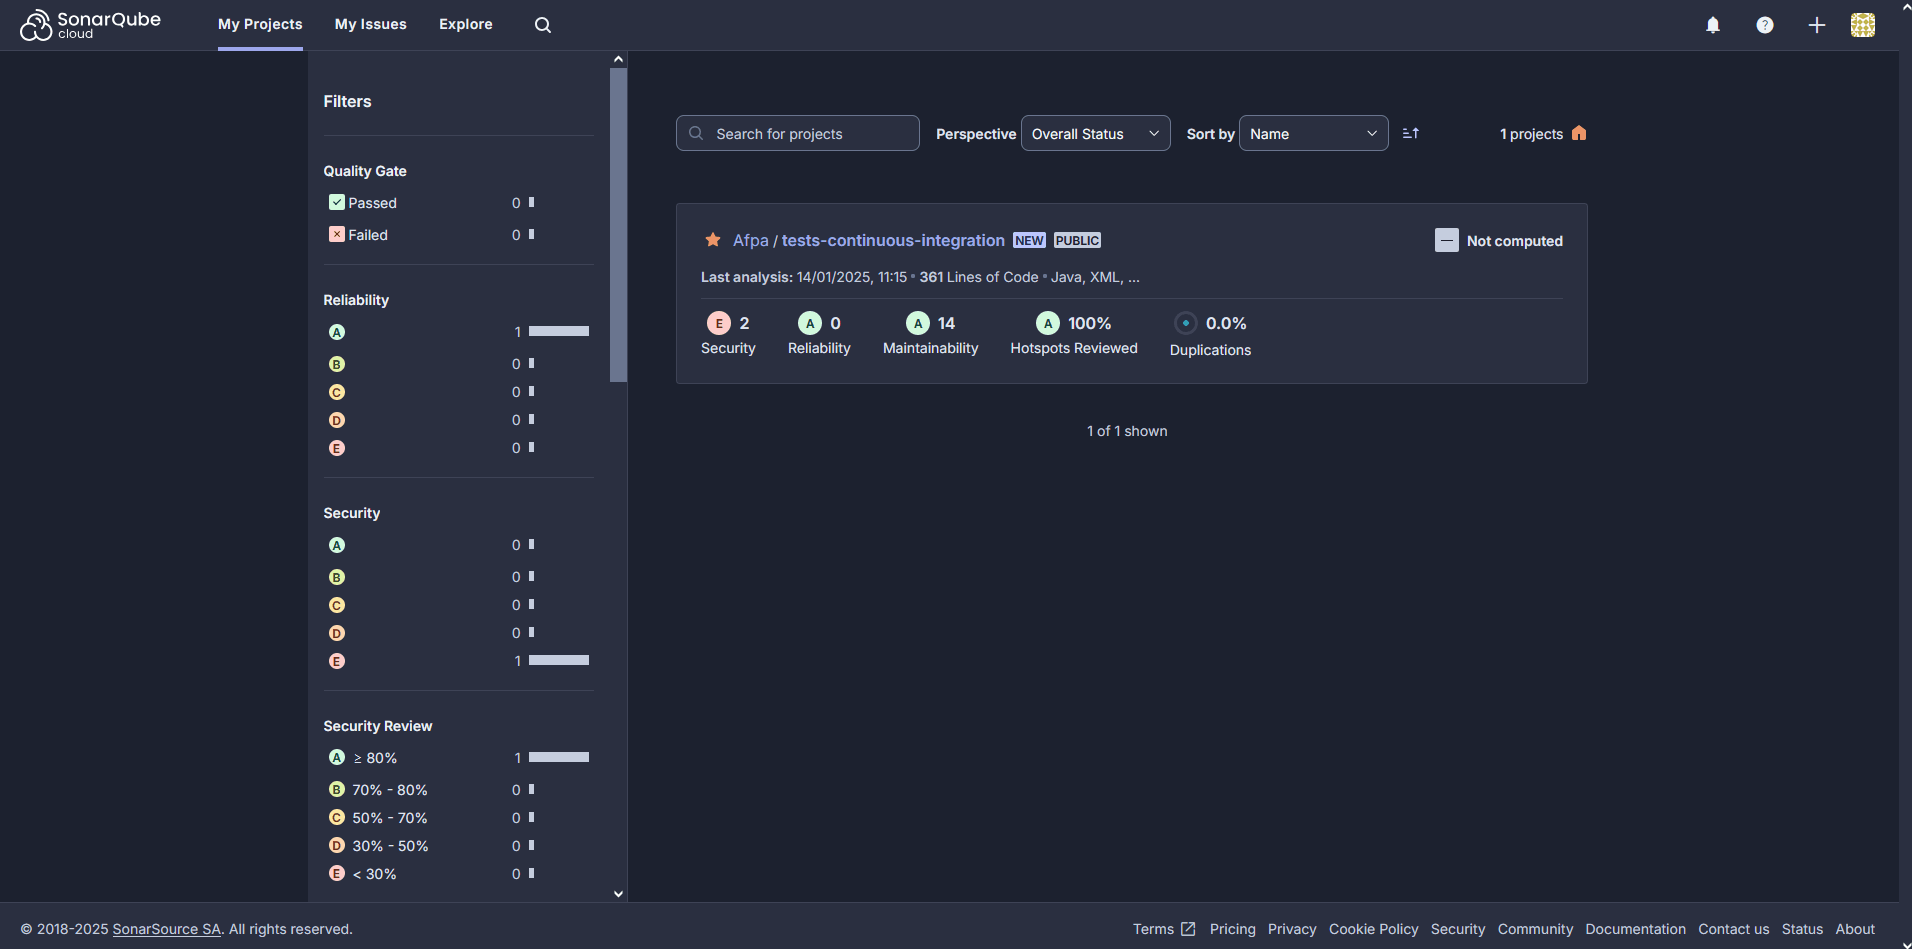 SonarQube cloud
My Projects My Issues Explore
Filters
Quality Gate
Passed 0
Failed 0
Reliability
A 1
B 0
C 0
D 0
E 0
Security
A 0
B 0
C 0
D 0
E 1
Security Review
A ≥ 80% 1
B 70% - 80% 0
C 50% - 70% 0
D 30% - 50% 0
E < 30% 0
Search for projects Perspective Overall Status Sort by Name 1 projects
Afpa / tests-continuous-integration NEW PUBLIC Not computed
Last analysis: 14/01/2025, 11:15 • 361 Lines of Code • Java, XML, ...
E 2 A 0 A 14 A 100% 0.0%
Security Reliability Maintainability Hotspots Reviewed Duplications
1 of 1 shown
© 2018-2025 SonarSource SA. All rights reserved. Terms Pricing Privacy Cookie Policy Security Community Documentation Contact us Status About